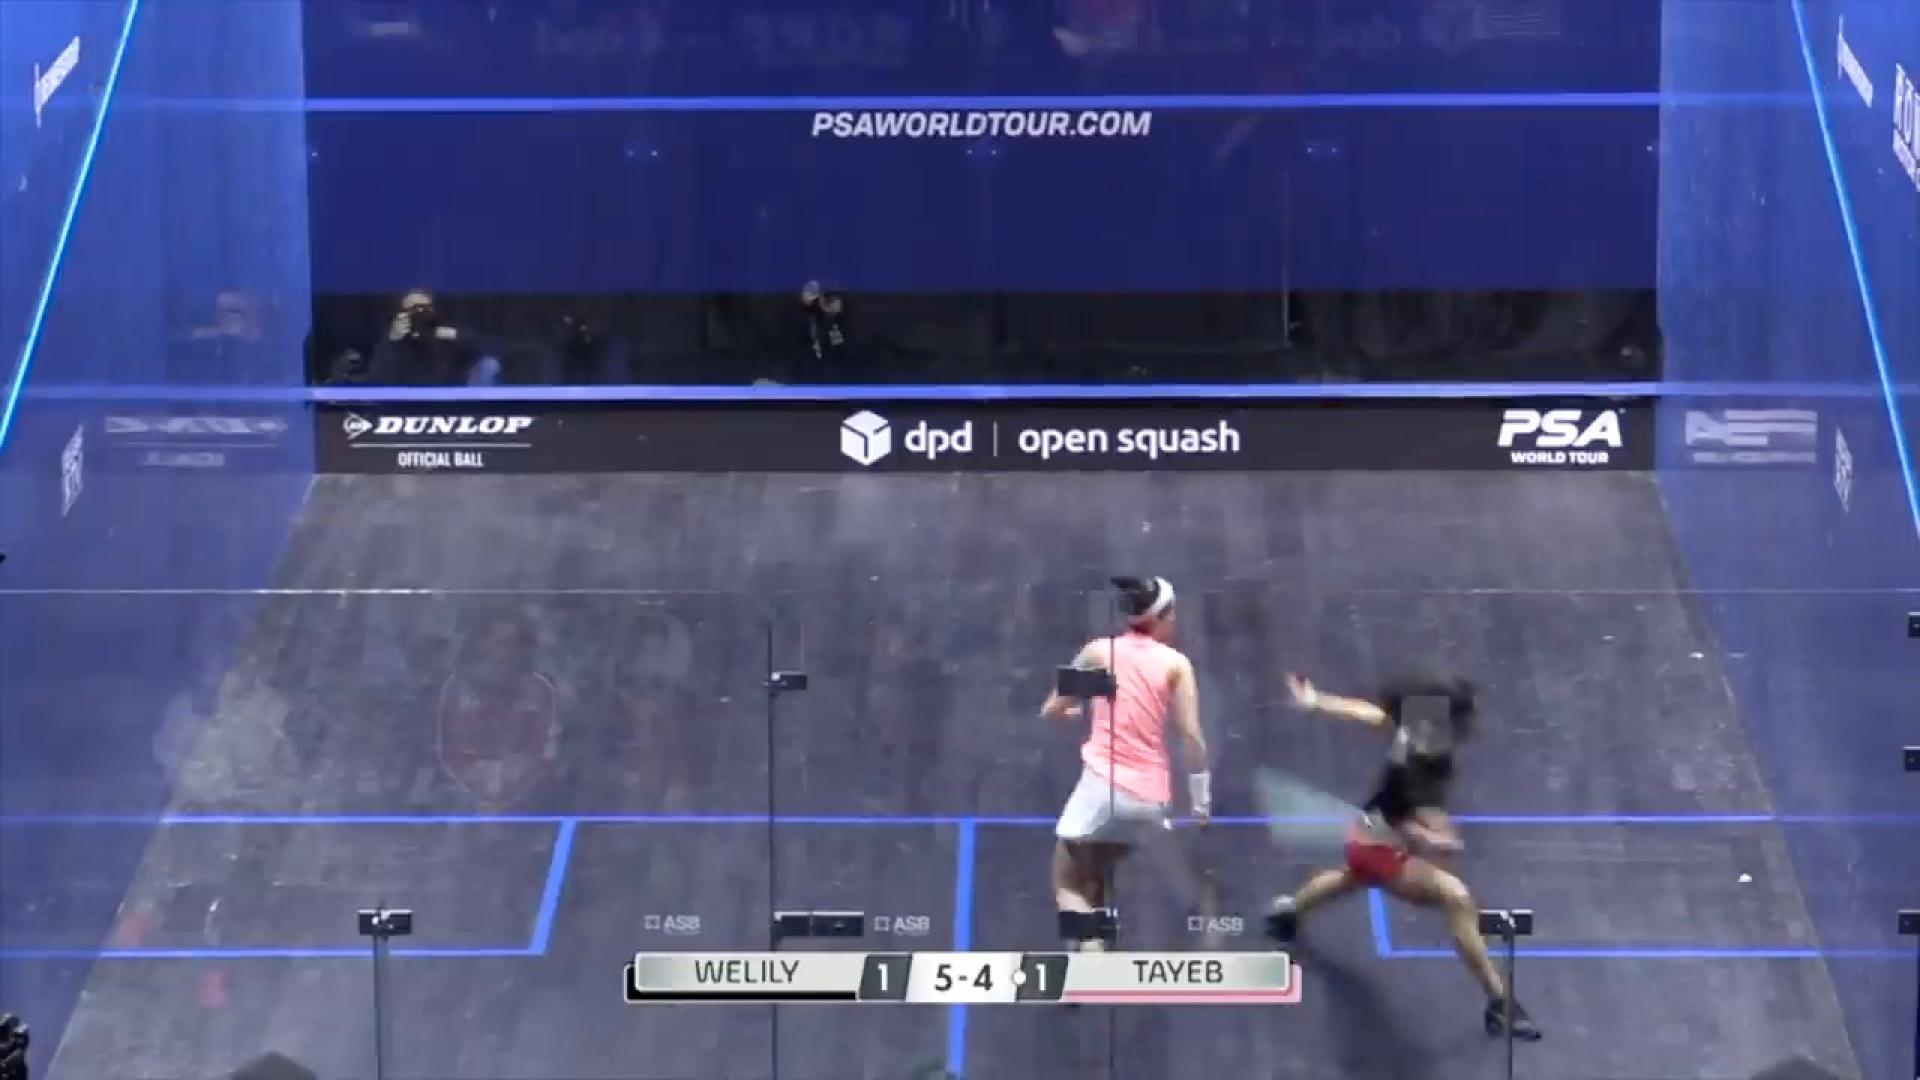 PSAWORLDTOUR.COM
DUNLOP
OFFICIAL BALL
dpd | open squash
PSA
WORLD TOUR
ASB
ASB
ASB
WELILY 1 5-4 1 TAYEB